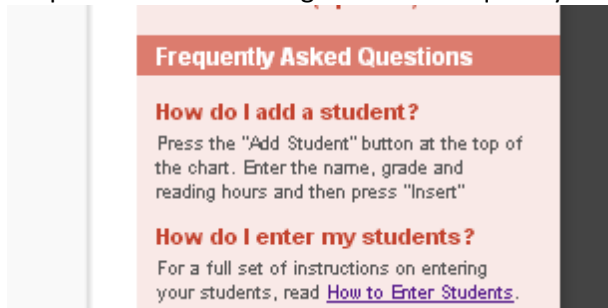 Frequently Asked Questions
How do I add a student?
Press the "Add Student" button at the top of
the chart. Enter the name, grade and
reading hours and then press "Insert"
How do I enter my students?
For a full set of instructions on entering
your students, read How to Enter Students.